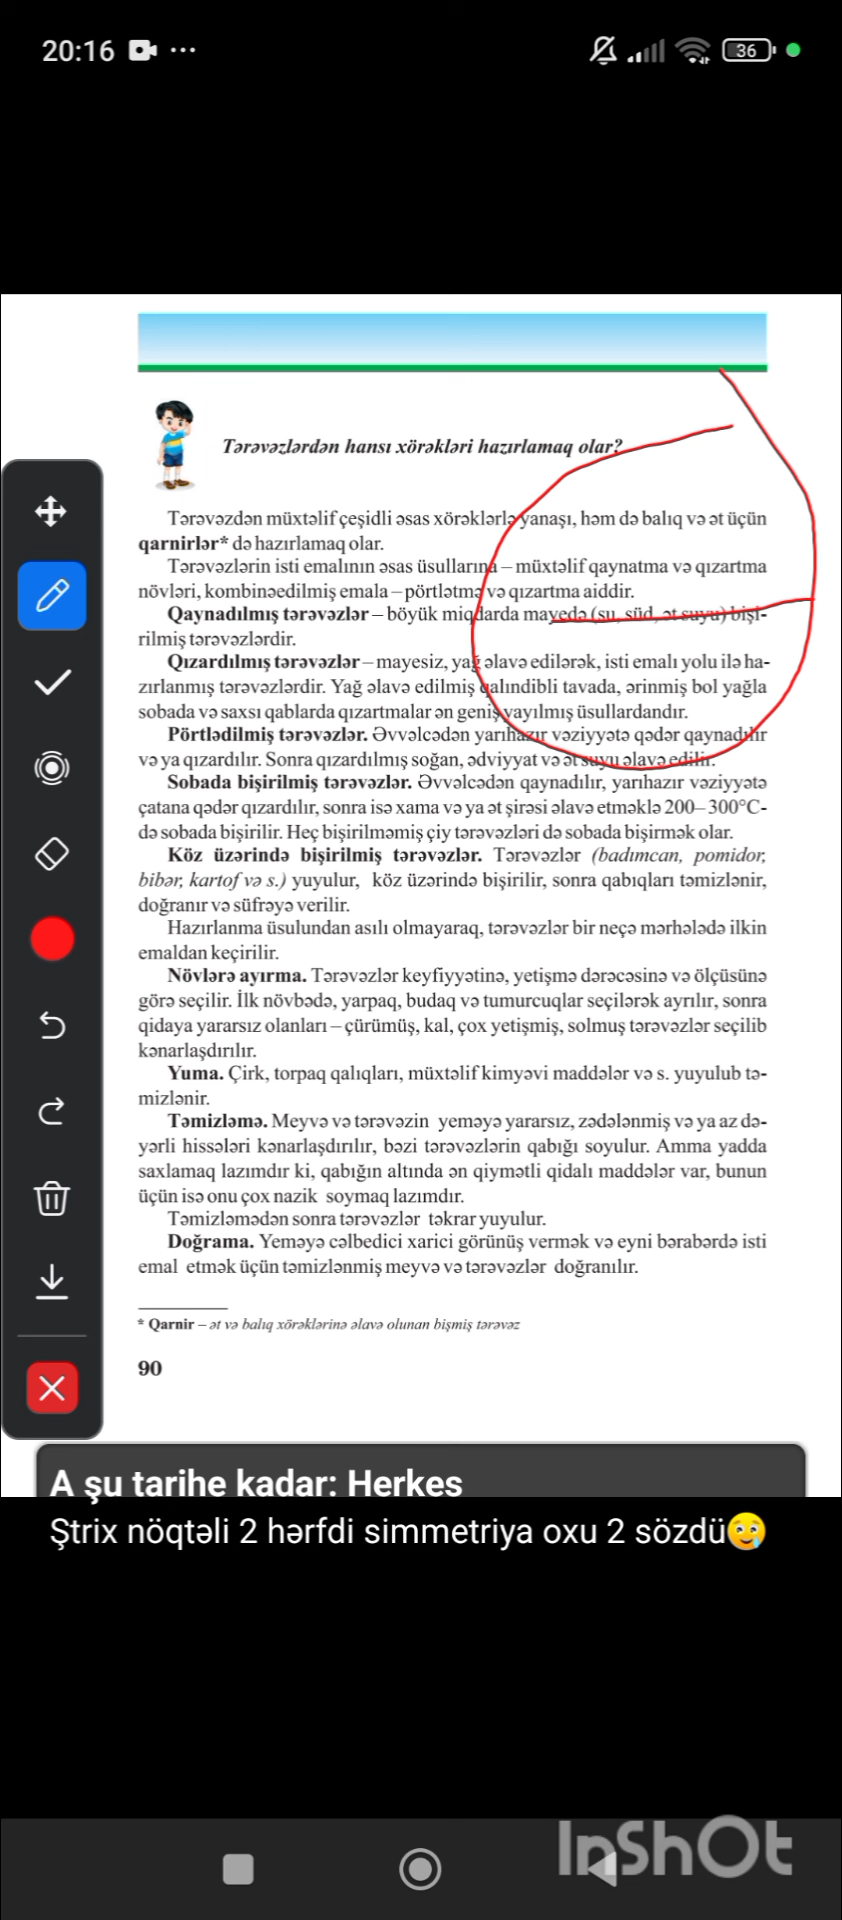 20:16
36
Tərəvəzlərdən hansı xörəkləri hazırlamaq olar?
Tərəvəzdən müxtəlif çeşidli əsas xörəklərlə yanaşı, həm də balıq və ət üçün
qarnirlər* də hazırlamaq olar.
Tərəvəzlərin isti emalının əsas üsullarına – müxtəlif qaynatma və qızartma
növləri, kombinəedilmiş emala – pörtlətmə və qızartma aiddir.
Qaynadılmış tərəvəzlər – böyük miqdarda mayedə (su, süd, ət suyu) bişi-
rilmiş tərəvəzlərdir.
Qızardılmış tərəvəzlər – mayesiz, yağ əlavə edilərək, isti emalı yolu ilə ha-
zırlanmış tərəvəzlərdir. Yağ əlavə edilmiş qalındibli tavada, ərinmiş bol yağla
sobada və saxsı qablarda qızartmalar ən geniş yayılmış üsullardandır.
Pörtlədilmiş tərəvəzlər. Əvvəlcədən yarıhazır vəziyyətə qədər qaynadılır
və ya qızardılır. Sonra qızardılmış soğan, ədviyyat və ət suyu əlavə edilir.
Sobada bişirilmiş tərəvəzlər. Əvvəlcədən qaynadılır, yarıhazır vəziyyətə
çatana qədər qızardılır, sonra isə xama və ya ət şirəsi əlavə etməklə 200–300°C-
də sobada bişirilir. Heç bişirilməmiş çiy tərəvəzləri də sobada bişirmək olar.
Köz üzərində bişirilmiş tərəvəzlər. Tərəvəzlər (badımcan, pomidor,
bibər, kartof və s.) yuyulur, köz üzərində bişirilir, sonra qabıqları təmizlənir,
doğranır və süfrəyə verilir.
Hazırlanma üsulundan asılı olmayaraq, tərəvəzlər bir neçə mərhələdə ilkin
emaldan keçirilir.
Növlərə ayırma. Tərəvəzlər keyfiyyətinə, yetişmə dərəcəsinə və ölçüsünə
görə seçilir. İlk növbədə, yarpaq, budaq və tumurcuqlar seçilərək ayrılır, sonra
qidaya yararsız olanları – çürümüş, kal, çox yetişmiş, solmuş tərəvəzlər seçilib
kənarlaşdırılır.
Yuma. Çirk, torpaq qalıqları, müxtəlif kimyəvi maddələr və s. yuyulub tə-
mizlənir.
Təmizləmə. Meyvə və tərəvəzin yeməyə yararsız, zədələnmiş və ya az də-
yərli hissələri kənarlaşdırılır, bəzi tərəvəzlərin qabığı soyulur. Amma yadda
saxlamaq lazımdır ki, qabığın altında ən qiymətli qidalı maddələr var, bunun
üçün isə onu çox nazik soymaq lazımdır.
Təmizləmədən sonra tərəvəzlər təkrar yuyulur.
Doğrama. Yeməyə cəlbedici xarici görünüş vermək və eyni bərabərdə isti
emal etmək üçün təmizlənmiş meyvə və tərəvəzlər doğranılır.
* Qarnir – ət və balıq xörəklərinə əlavə olunan bişmiş tərəvəz
90
A şu tarihe kadar: Herkes
Ştrix nöqtəli 2 hərfdi simmetriya oxu 2 sözdü🥲
InShOt